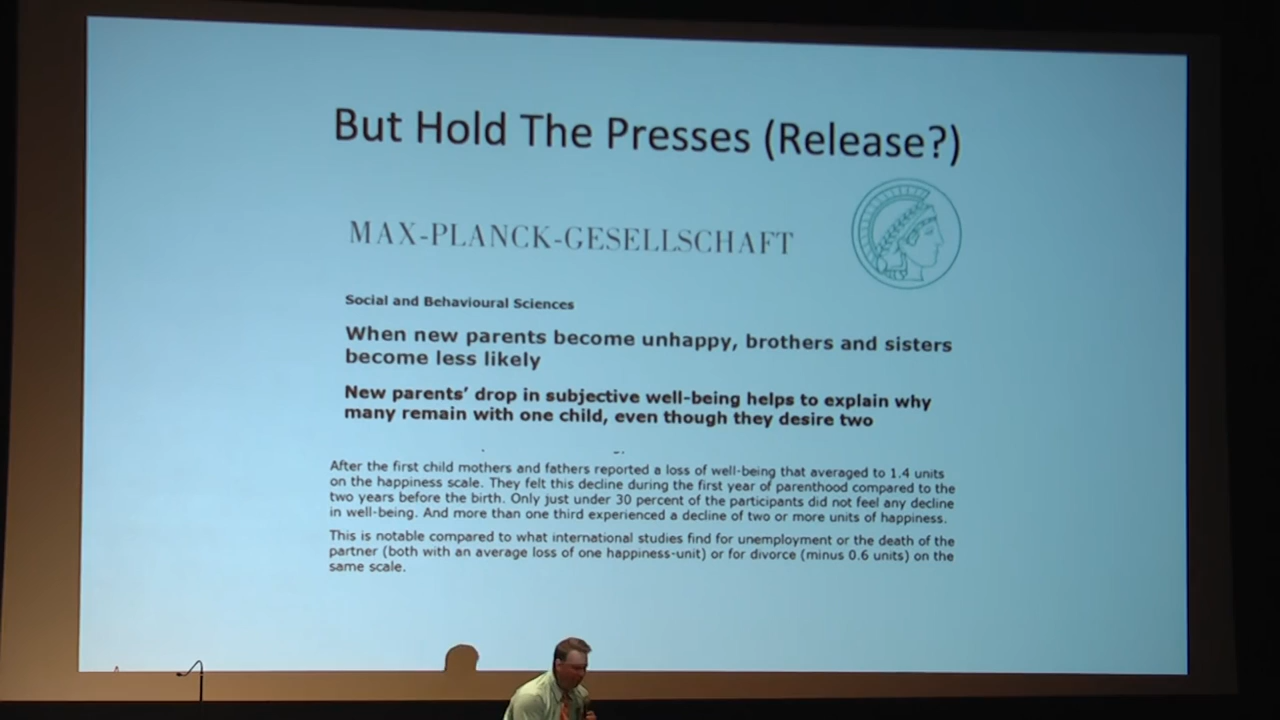 But Hold The Presses (Release?)
MAX-PLANCK-GESELLSCHAFT
Social and Behavioural Sciences
When new parents become unhappy, brothers and sisters
become less likely
New parents' drop in subjective well-being helps to explain why
many remain with one child, even though they desire two
After the first child mothers and fathers reported a loss of well-being that averaged to 1.4 units
on the happiness scale. They felt this decline during the first year of parenthood compared to the
two years before the birth. Only just under 30 percent of the participants did not feel any decline
in well-being. And more than one third experienced a decline of two or more units of happiness.
This is notable compared to what international studies find for unemployment or the death of the
partner (both with an average loss of one happiness-unit) or for divorce (minus 0.6 units) on the
same scale.